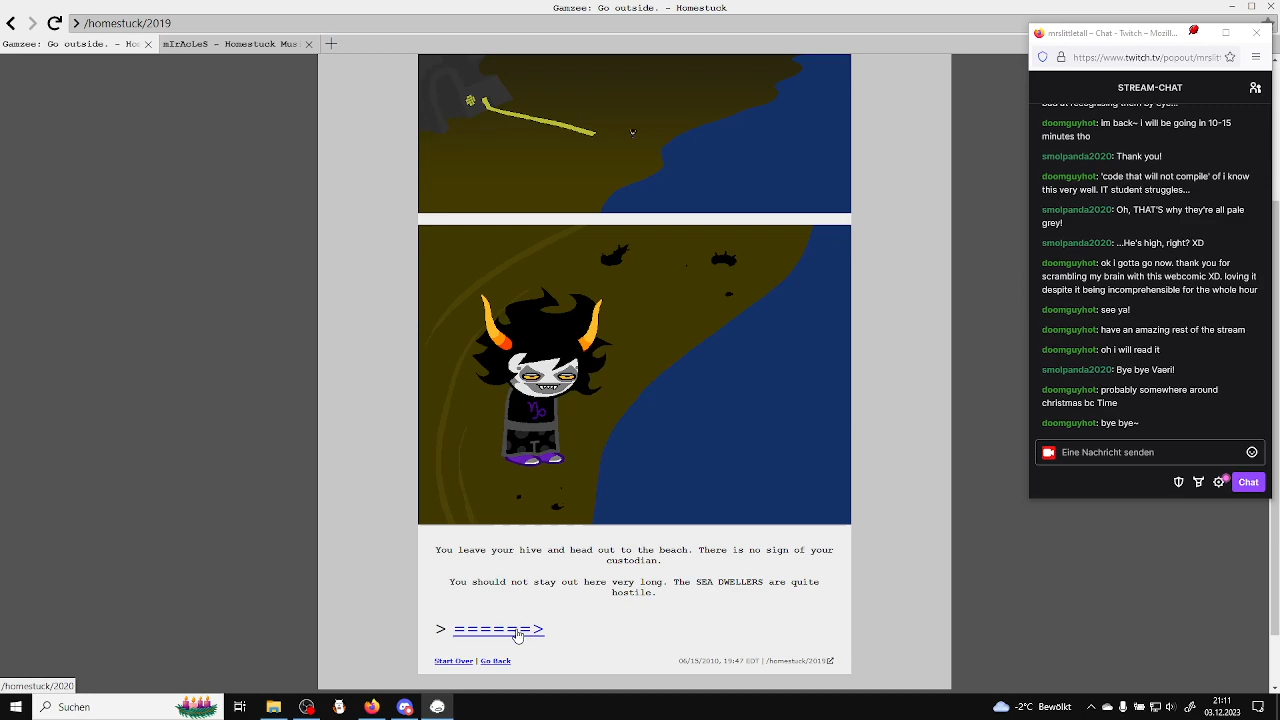 Gamzee: Go outside. - Homestuck
/homestuck/2019
Gamzee: Go outside. - Ho
mIrAcLeS - Homestuck Mus
mrslittletall – Chat - Twitch — Mozill...
https://www.twitch.tv/popout/mrslitt
STREAM-CHAT
bad at recognising them by eye...
doomguyhot: im back~ i will be going in 10-15
minutes tho
smolpanda2020: Thank you!
doomguyhot: 'code that will not compile' of i know
this very well. IT student struggles...
smolpanda2020: Oh, THAT'S why they're all pale
grey!
smolpanda2020: ...He's high, right? XD
doomguyhot: ok i gotta go now. thank you for
scrambling my brain with this webcomic XD. loving it
despite it being incomprehensible for the whole hour
doomguyhot: see ya!
doomguyhot: have an amazing rest of the stream
doomguyhot: oh i will read it
smolpanda2020: Bye bye Vaeri!
doomguyhot: probably somewhere around
christmas bc Time
doomguyhot: bye bye~
Eine Nachricht senden
Chat
You leave your hive and head out to the beach. There is no sign of your
custodian.
You should not stay out here very long. The SEA DWELLERS are quite
hostile.
> ======>
Start Over | Go Back
06/15/2010, 19:47 EDT | /homestuck/2019
/homestuck/2020
Suchen
-2°C Bewölkt
21:11
03.12.2023